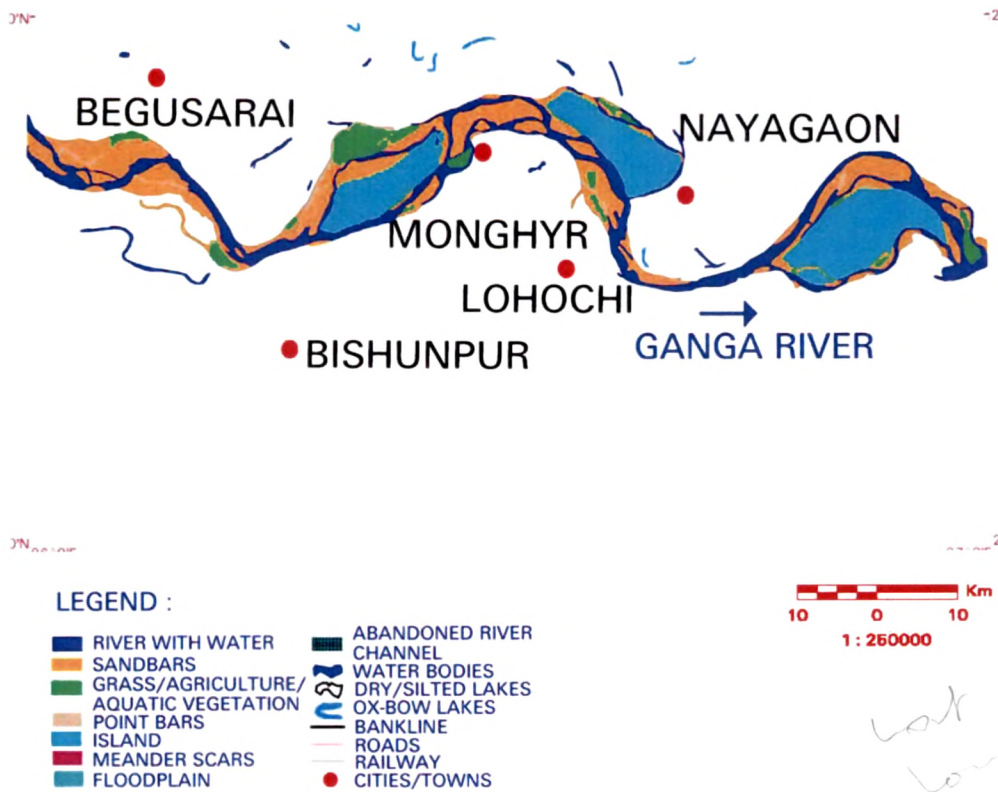 0'N
BEGUSARAI
NAYAGAON
MONGHYR
LOHOCHI
GANGA RIVER
BISHUNPUR
0'N
LEGEND :
RIVER WITH WATER
SANDBARS
GRASS/AGRICULTURE/
AQUATIC VEGETATION
POINT BARS
ISLAND
MEANDER SCARS
FLOODPLAIN
ABANDONED RIVER
CHANNEL
WATER BODIES
DRY/SILTED LAKES
OX-BOW LAKES
BANKLINE
ROADS
RAILWAY
CITIES/TOWNS
Km
10 0 10
1 : 250000